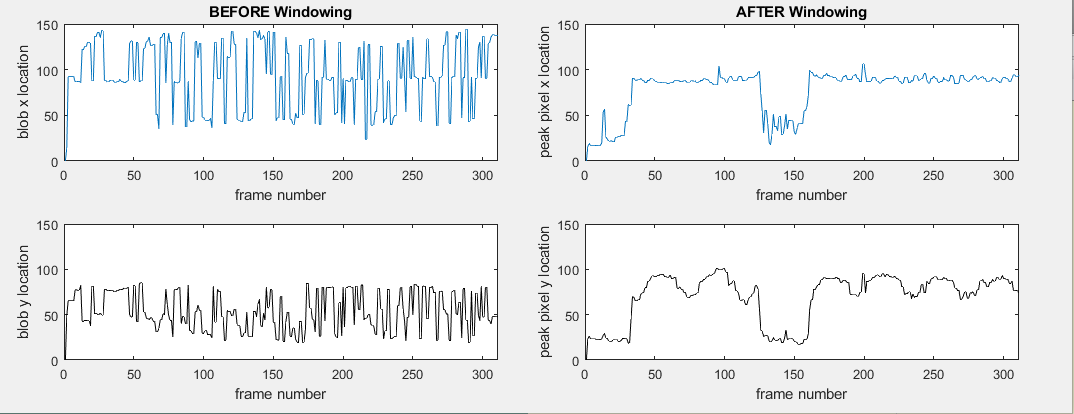 BEFORE Windowing
150
100
50
0
blob x location
0 50 100 150 200 250 300
frame number
AFTER Windowing
150
100
50
0
peak pixel x location
0 50 100 150 200 250 300
frame number
150
100
50
0
blob y location
0 50 100 150 200 250 300
frame number
150
100
50
0
peak pixel y location
0 50 100 150 200 250 300
frame number